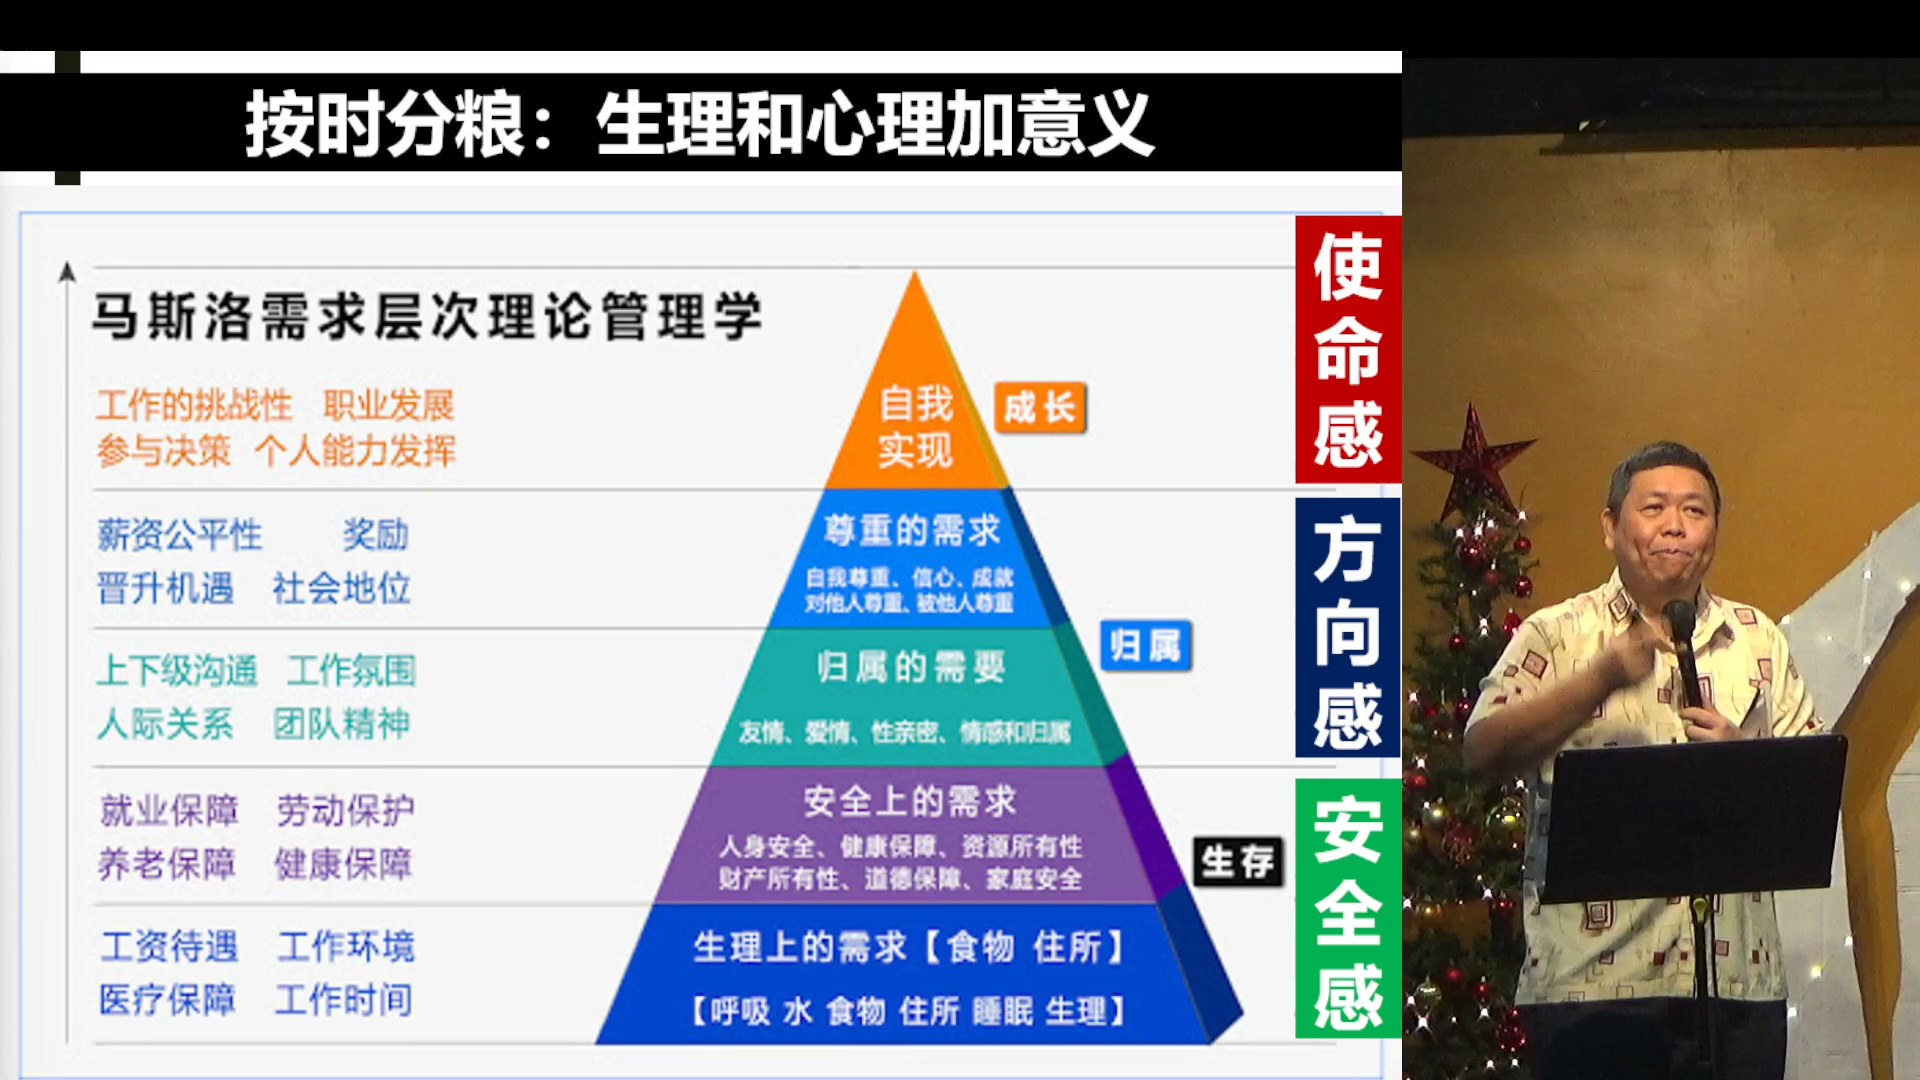 按时分粮：生理和心理加意义
马斯洛需求层次理论管理学
工作的挑战性 职业发展
参与决策 个人能力发挥
薪资公平性 奖励
晋升机遇 社会地位
上下级沟通 工作氛围
人际关系 团队精神
就业保障 劳动保护
养老保障 健康保障
工资待遇 工作环境
医疗保障 工作时间
自我
实现
尊重的需求
自我尊重、信心、成就
对他人尊重、被他人尊重
归属的需要
友情、爱情、性亲密、情感和归属
安全上的需求
人身安全、健康保障、资源所有性
财产所有性、道德保障、家庭安全
生理上的需求【食物 住所】
【呼吸 水 食物 住所 睡眠 生理】
成长
归属
生存
使命感
方向感
安全感